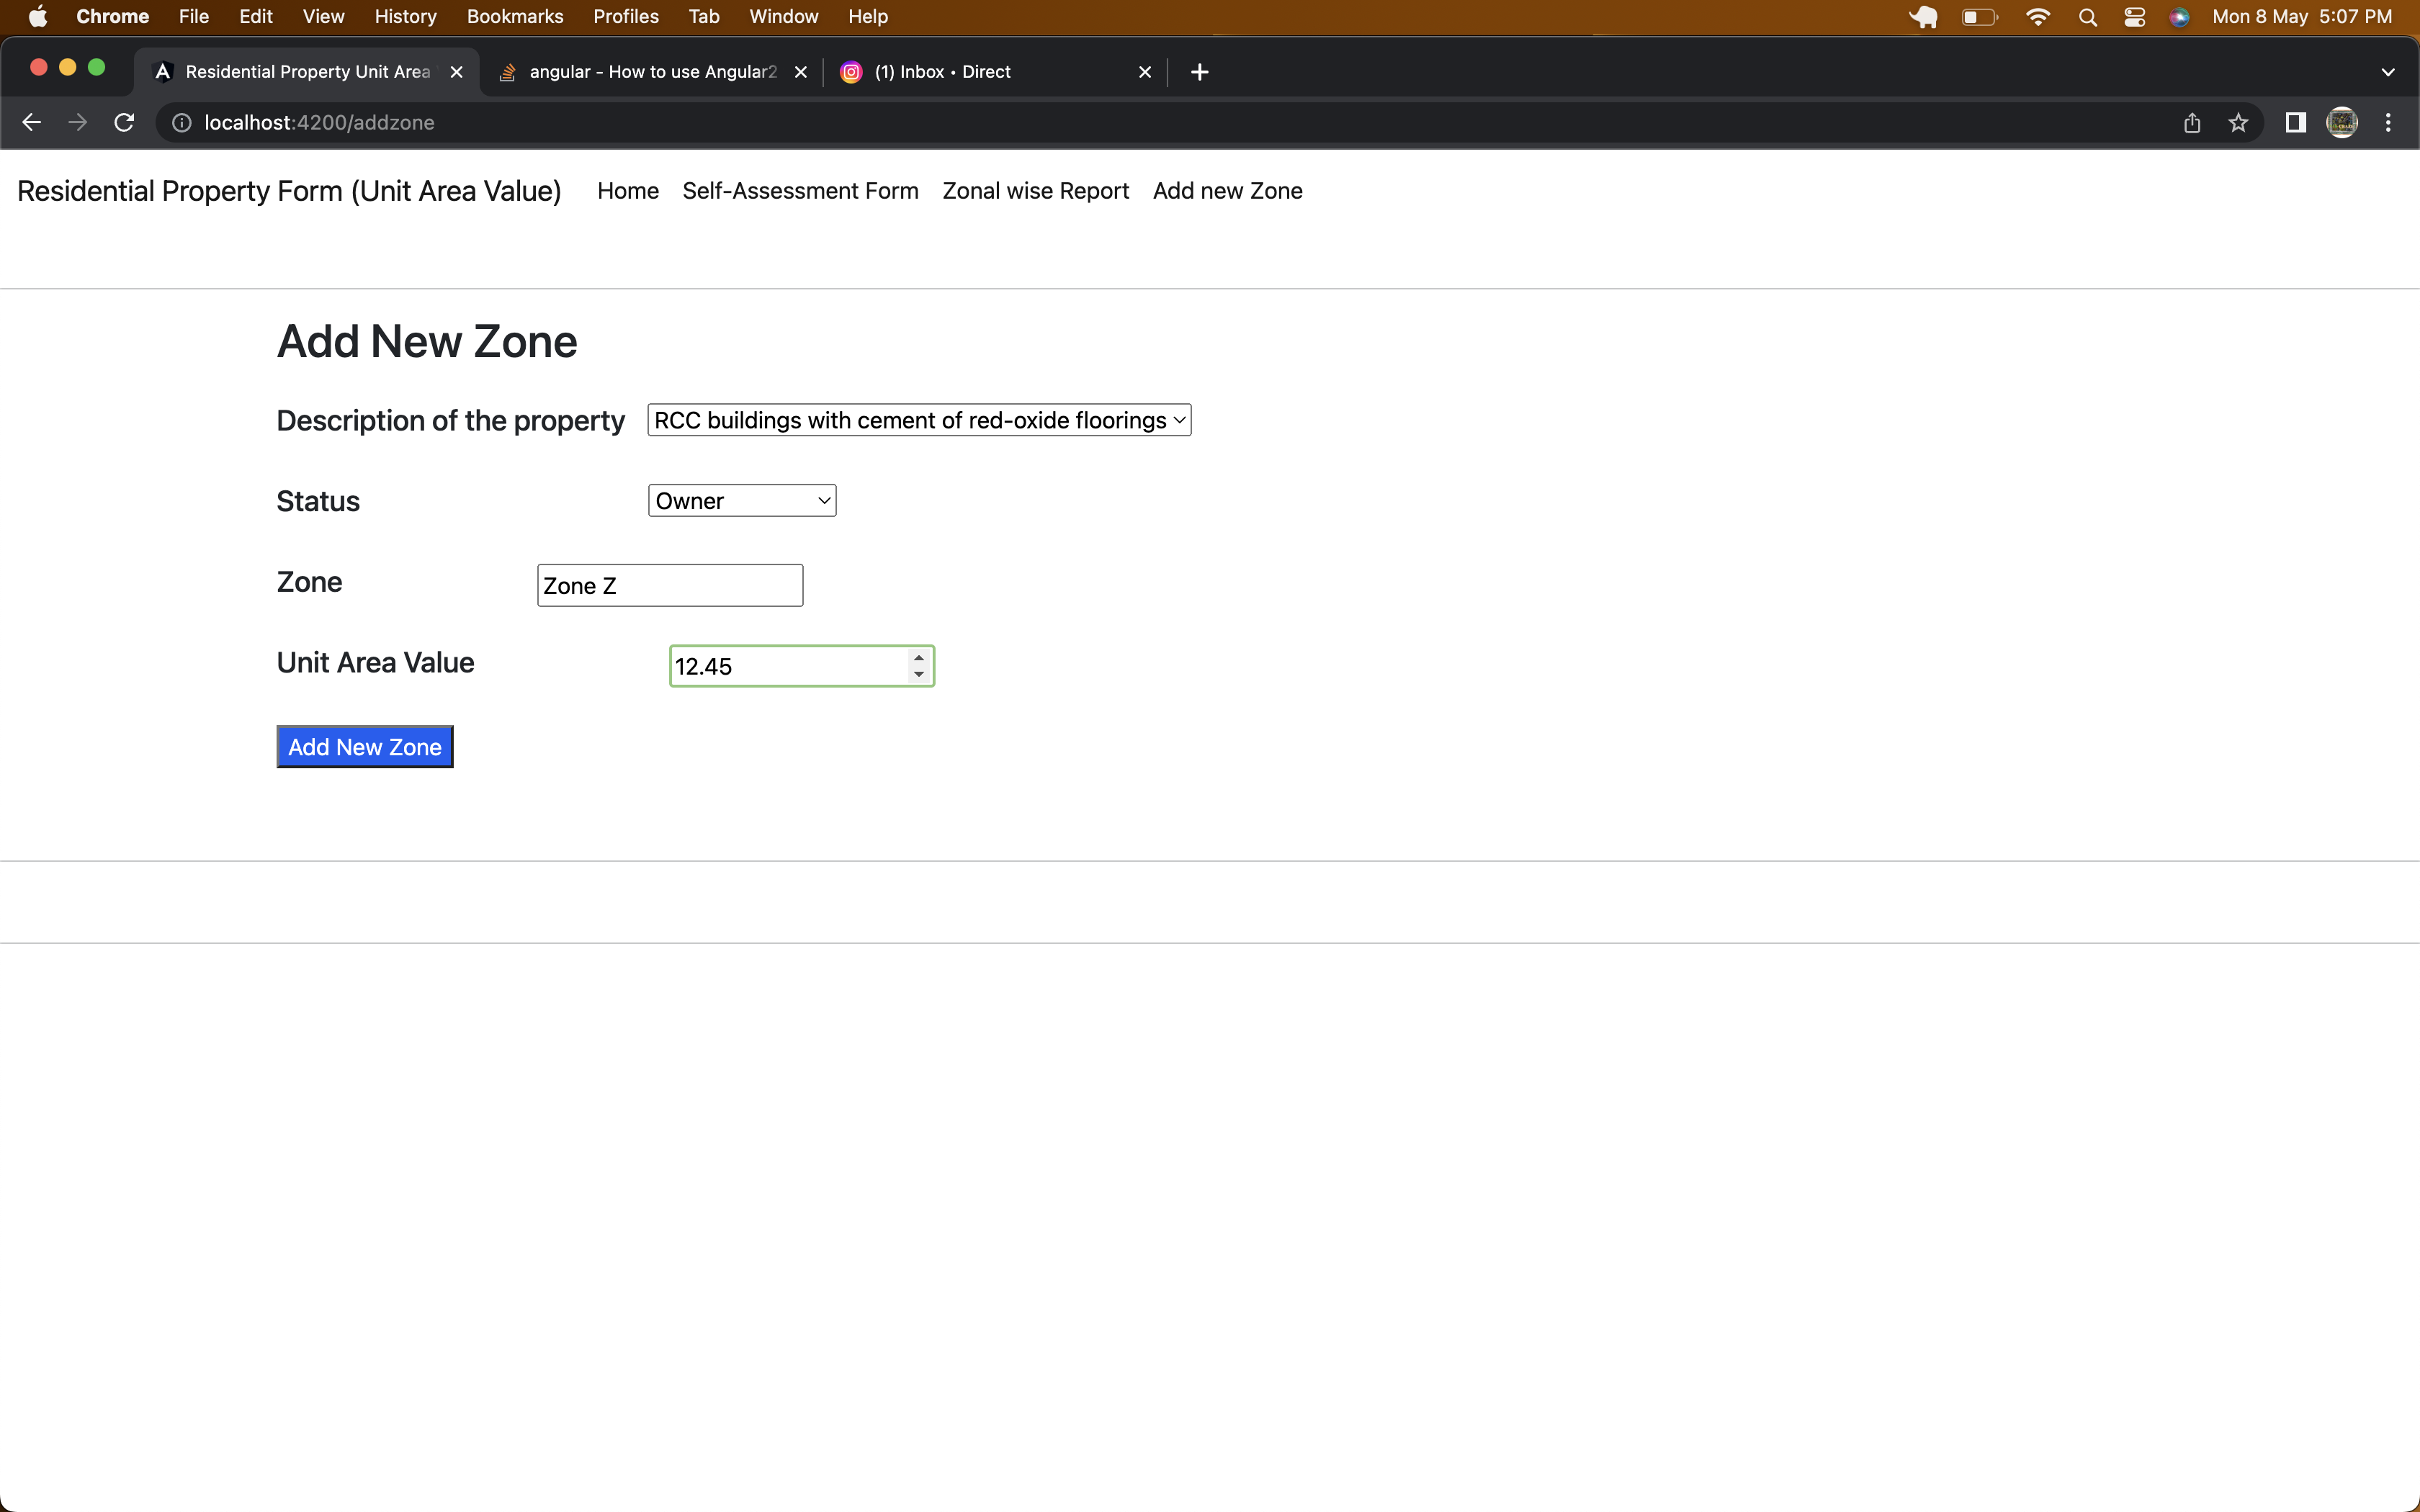 Chrome File Edit View History Bookmarks Profiles Tab Window Help Mon 8 May 5:07 PM
Residential Property Unit Area angular - How to use Angular2 (1) Inbox • Direct
localhost:4200/addzone
Residential Property Form (Unit Area Value) Home Self-Assessment Form Zonal wise Report Add new Zone
Add New Zone
Description of the property RCC buildings with cement of red-oxide floorings
Status Owner
Zone Zone Z
Unit Area Value 12.45
Add New Zone